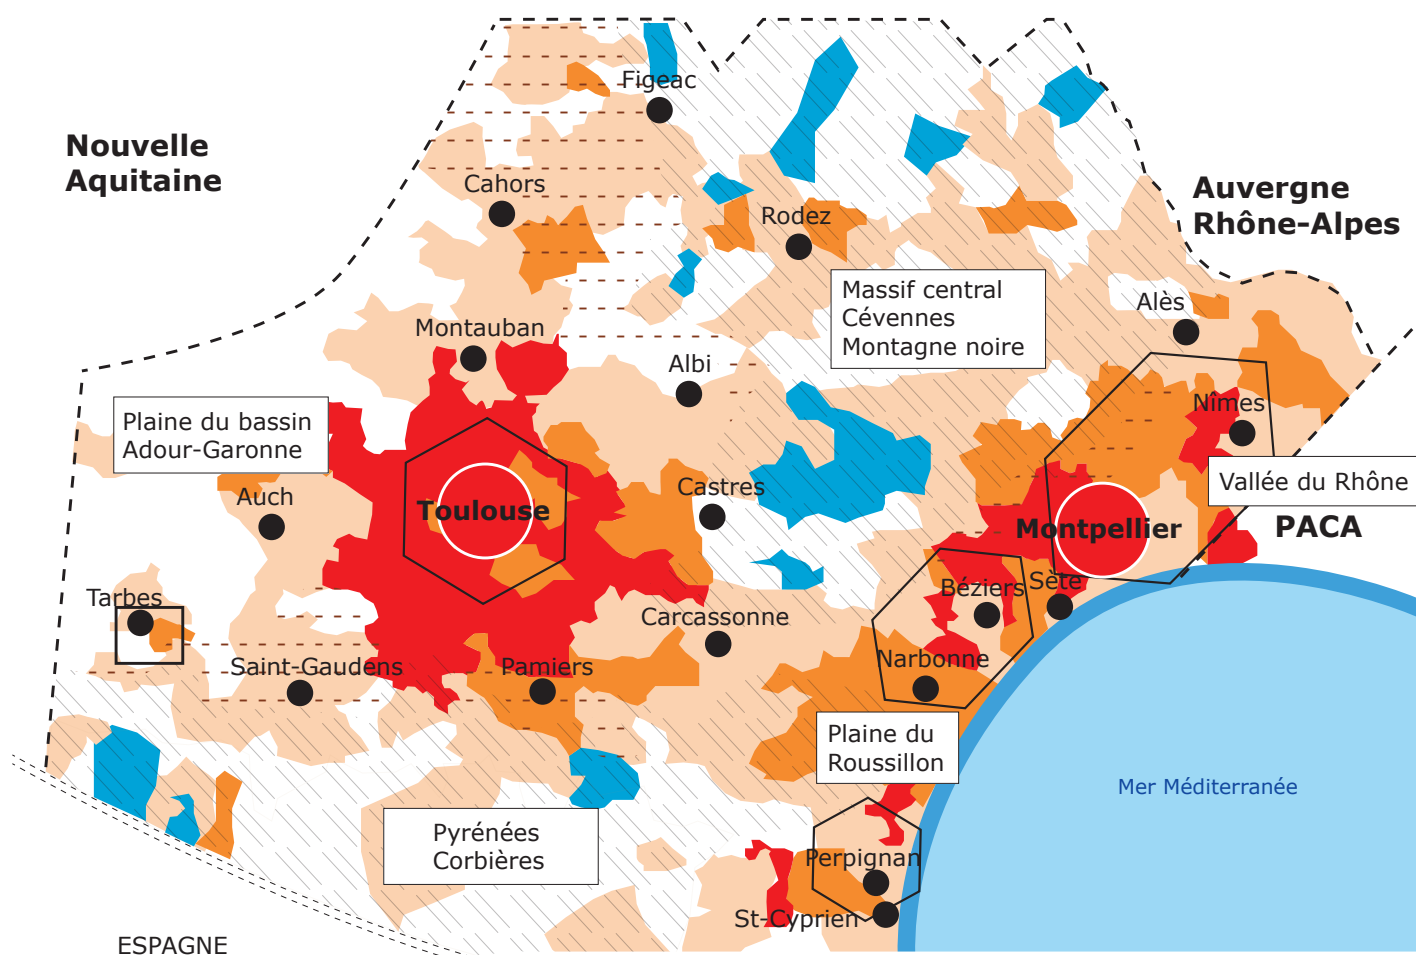 Figeac
Nouvelle
Aquitaine
Cahors
Rodez
Auvergne
Rhône-Alpes
Massif central
Cévennes
Montagne noire
Alès
Montauban
Albi
Nîmes
Plaine du bassin
Adour-Garonne
Vallée du Rhône
Auch
Castres
Toulouse
Montpellier
PACA
Tarbes
Béziers
Sète
Carcassonne
Saint-Gaudens
Pamiers
Narbonne
Plaine du
Roussillon
Mer Méditerranée
Pyrénées
Corbières
Perpignan
St-Cyprien
ESPAGNE